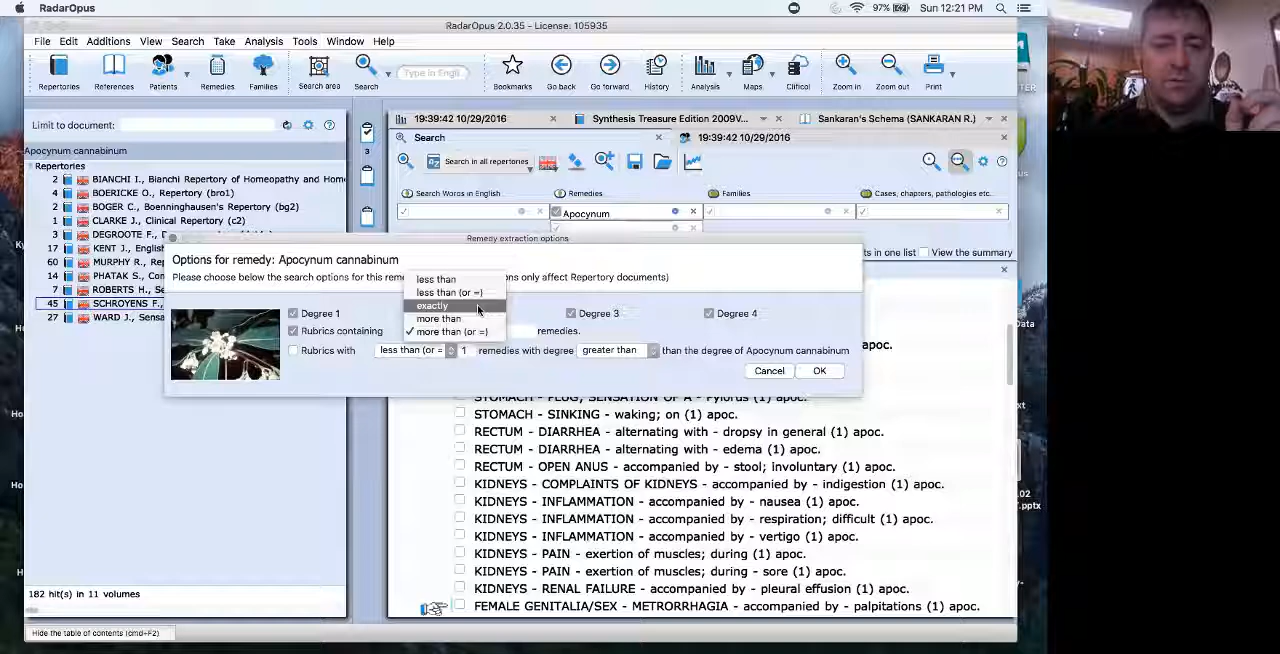 RadarOpus
97%
Sun 12:21 PM
RadarOpus 2.0.35 - License: 105935
File Edit Additions View Search Take Analysis Tools Window Help
Type in Engli
Repertories References Patients Remedies Families Search area Search Bookmarks Go back Go forward History Analysis Maps Clificol Zoom in Zoom out Print
Limit to document:
Apocynum cannabinum
Repertories
2 BIANCHI I., Bianchi Repertory of Homeopathy and Home
4 BOERICKE O., Repertory (bro1)
2 BOGER C., Boenninghausen's Repertory (bg2)
1 CLARKE J., Clinical Repertory (c2)
3 DEGROOTE F.,
17 KENT J., English
60 MURPHY R., Rep
14 PHATAK S., Con
7 ROBERTS H., Se
45 SCHROYENS F.,
27 WARD J., Sensa
182 hit(s) in 11 volumes
Hide the table of contents (cmd+F2)
3
19:39:42 10/29/2016
Synthesis Treasure Edition 2009V...
Sankaran's Schema (SANKARAN R.)
Search
19:39:42 10/29/2016
Search in all repertories
Search Words in English
Remedies
Families
Cases, chapters, pathologies etc..
Apocynum
ts in one list
View the summary
Remedy extraction options
Options for remedy: Apocynum cannabinum
Please choose below the search options for this reme
ons only affect Repertory documents)
less than
less than (or =)
exactly
more than
✓ more than (or =)
Degree 1
Degree 3
Degree 4
Rubrics containing
remedies.
Rubrics with
less than (or =
1
remedies with degree
greater than
than the degree of Apocynum cannabinum
Cancel
OK
poc.
STOMACH - PLUG, SENSATION OF A - Pylorus (1) apoc.
STOMACH - SINKING - waking; on (1) apoc.
RECTUM - DIARRHEA - alternating with - dropsy in general (1) apoc.
RECTUM - DIARRHEA - alternating with - edema (1) apoc.
RECTUM - OPEN ANUS - accompanied by - stool; involuntary (1) apoc.
KIDNEYS - COMPLAINTS OF KIDNEYS - accompanied by - indigestion (1) apoc.
KIDNEYS - INFLAMMATION - accompanied by - nausea (1) apoc.
KIDNEYS - INFLAMMATION - accompanied by - respiration; difficult (1) apoc.
KIDNEYS - INFLAMMATION - accompanied by - vertigo (1) apoc.
KIDNEYS - PAIN - exertion of muscles; during (1) apoc.
KIDNEYS - PAIN - exertion of muscles; during - sore (1) apoc.
KIDNEYS - RENAL FAILURE - accompanied by - pleural effusion (1) apoc.
FEMALE GENITALIA/SEX - METRORRHAGIA - accompanied by - palpitations (1) apoc.
Data
.02
.pptx